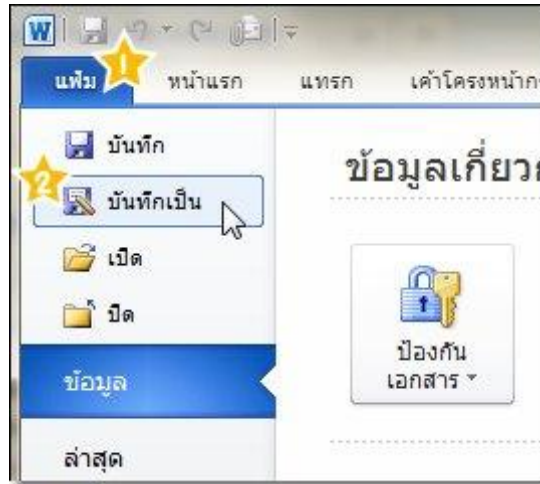 W
1
แฟ้ม หน้าแรก แทรก เค้าโครงหน้าก
บันทึก
2
บันทึกเป็น
เปิด
ปิด
ข้อมูล
ล่าสุด
ข้อมูลเกี่ยวก
ป้องกัน
เอกสาร